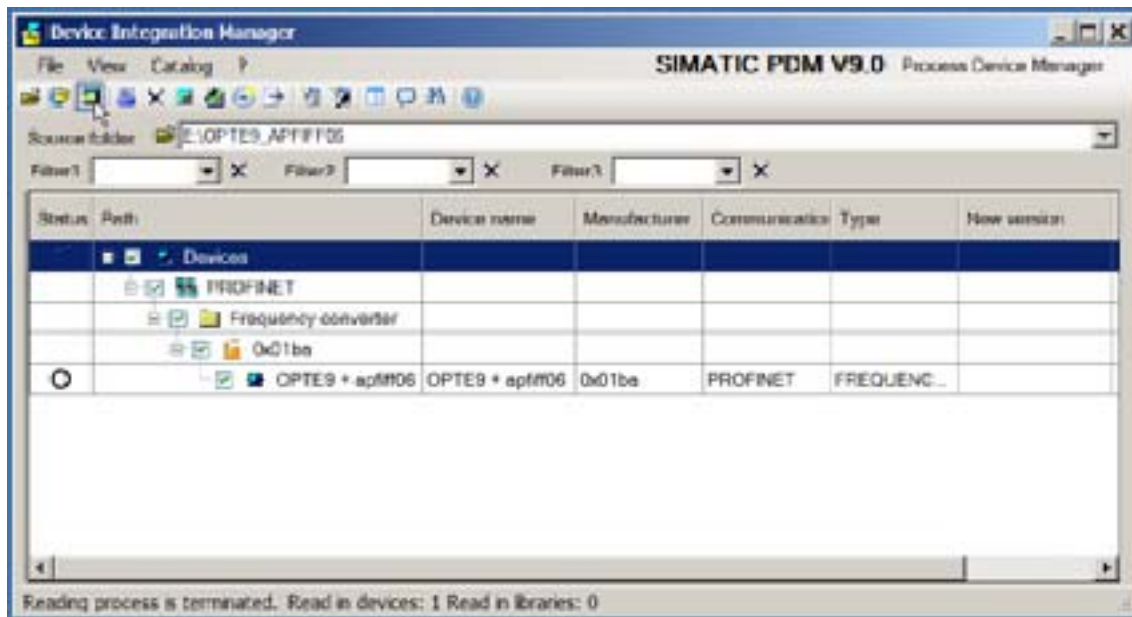 Device Integration Manager
File View Catalog ?
SIMATIC PDM V9.0 Process Device Manager
Source folder E:\OPTE9_APFIFF06
Filter1 Filter2 Filter3
Status Path Device name Manufacturer Communication Type New version
Devices
PROFINET
Frequency converter
0x01ba
OPTE9 + apfiff06 OPTE9 + apfiff06 0x01ba PROFINET FREQUENC...
Reading process is terminated. Read in devices: 1 Read in libraries: 0